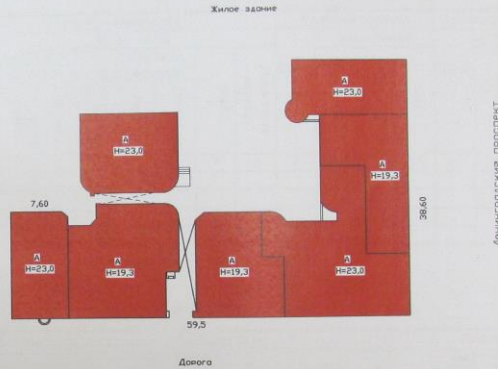 Жилое здание
А
H=23,0
А
H=23,0
А
H=19,3
7,60
38,60
А
H=23,0
А
H=19,3
А
H=19,3
А
H=23,0
59,5
Дорога
ПРОСПЕКТ